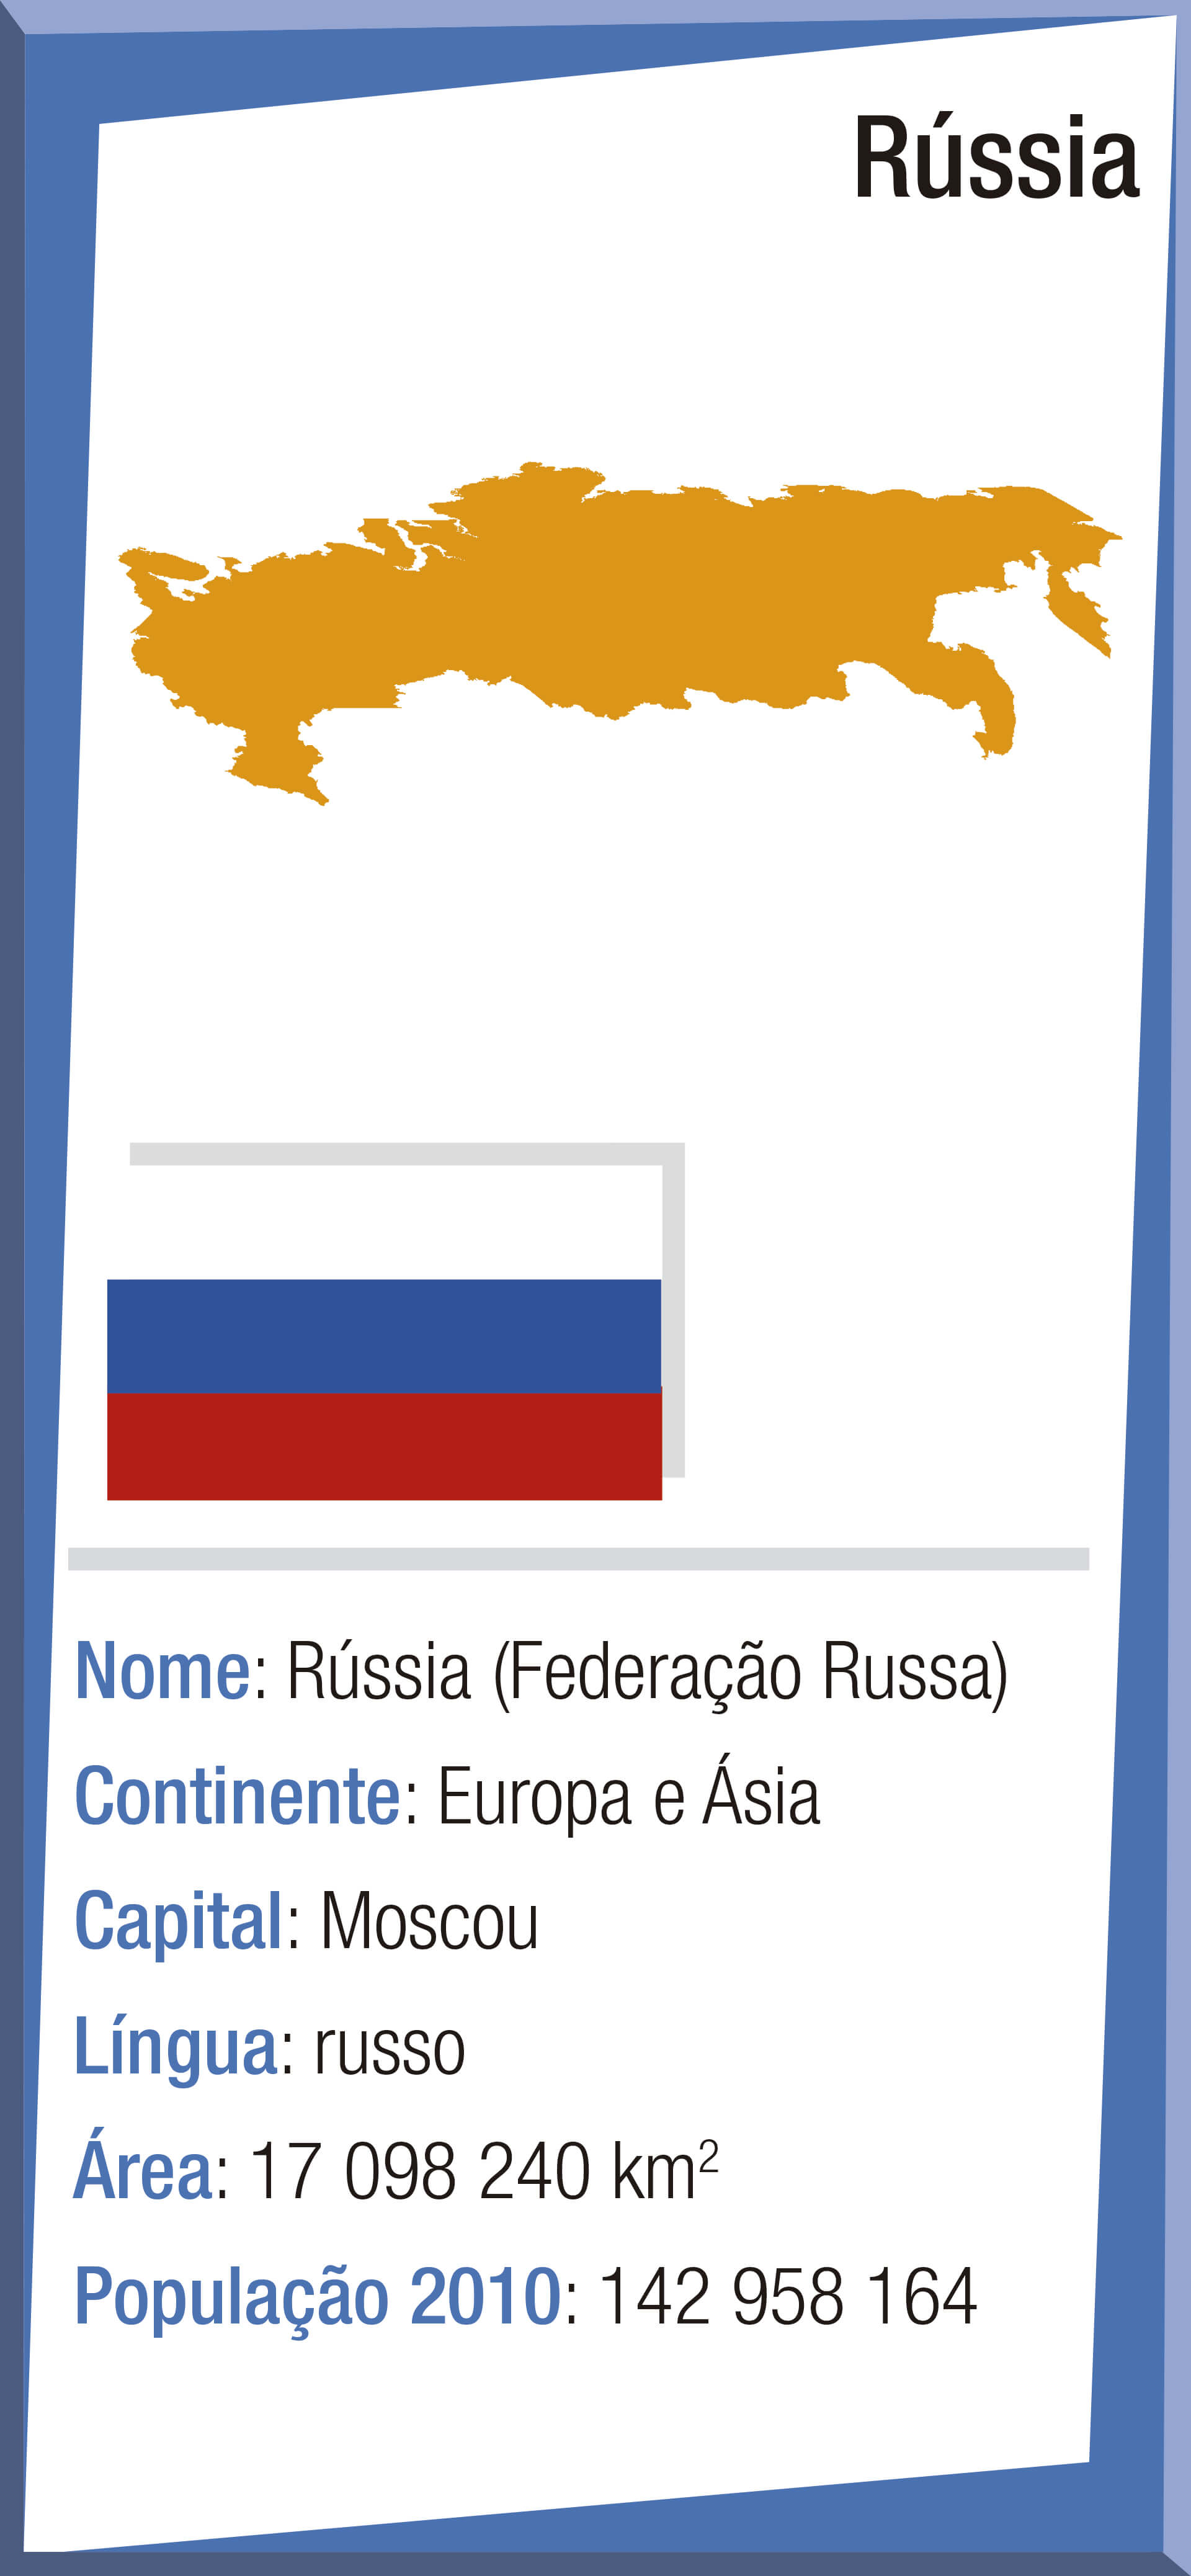 Rússia
Nome: Rússia (Federação Russa)
Continente: Europa e Ásia
Capital: Moscou
Língua: russo
Área: 17 098 240 km²
População 2010: 142 958 164